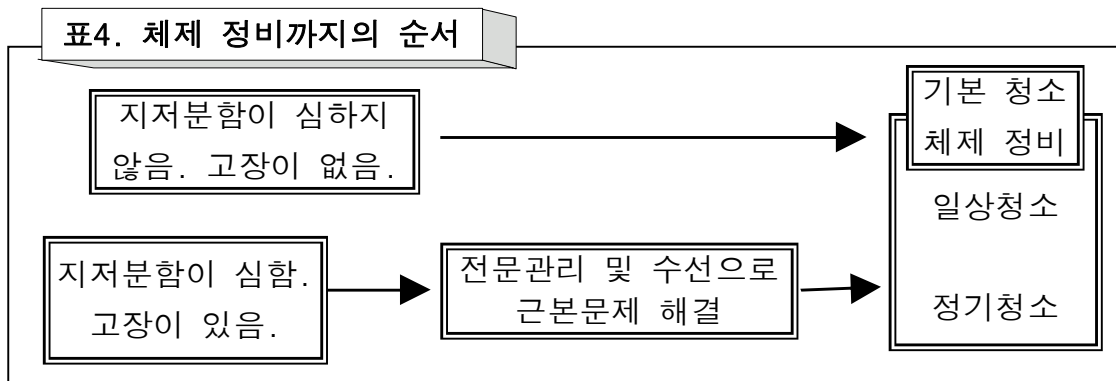 표4. 체제 정비까지의 순서
지저분함이 심하지
않음. 고장이 없음.
기본 청소
체제 정비
일상청소
정기청소
지저분함이 심함.
고장이 있음.
전문관리 및 수선으로
근본문제 해결